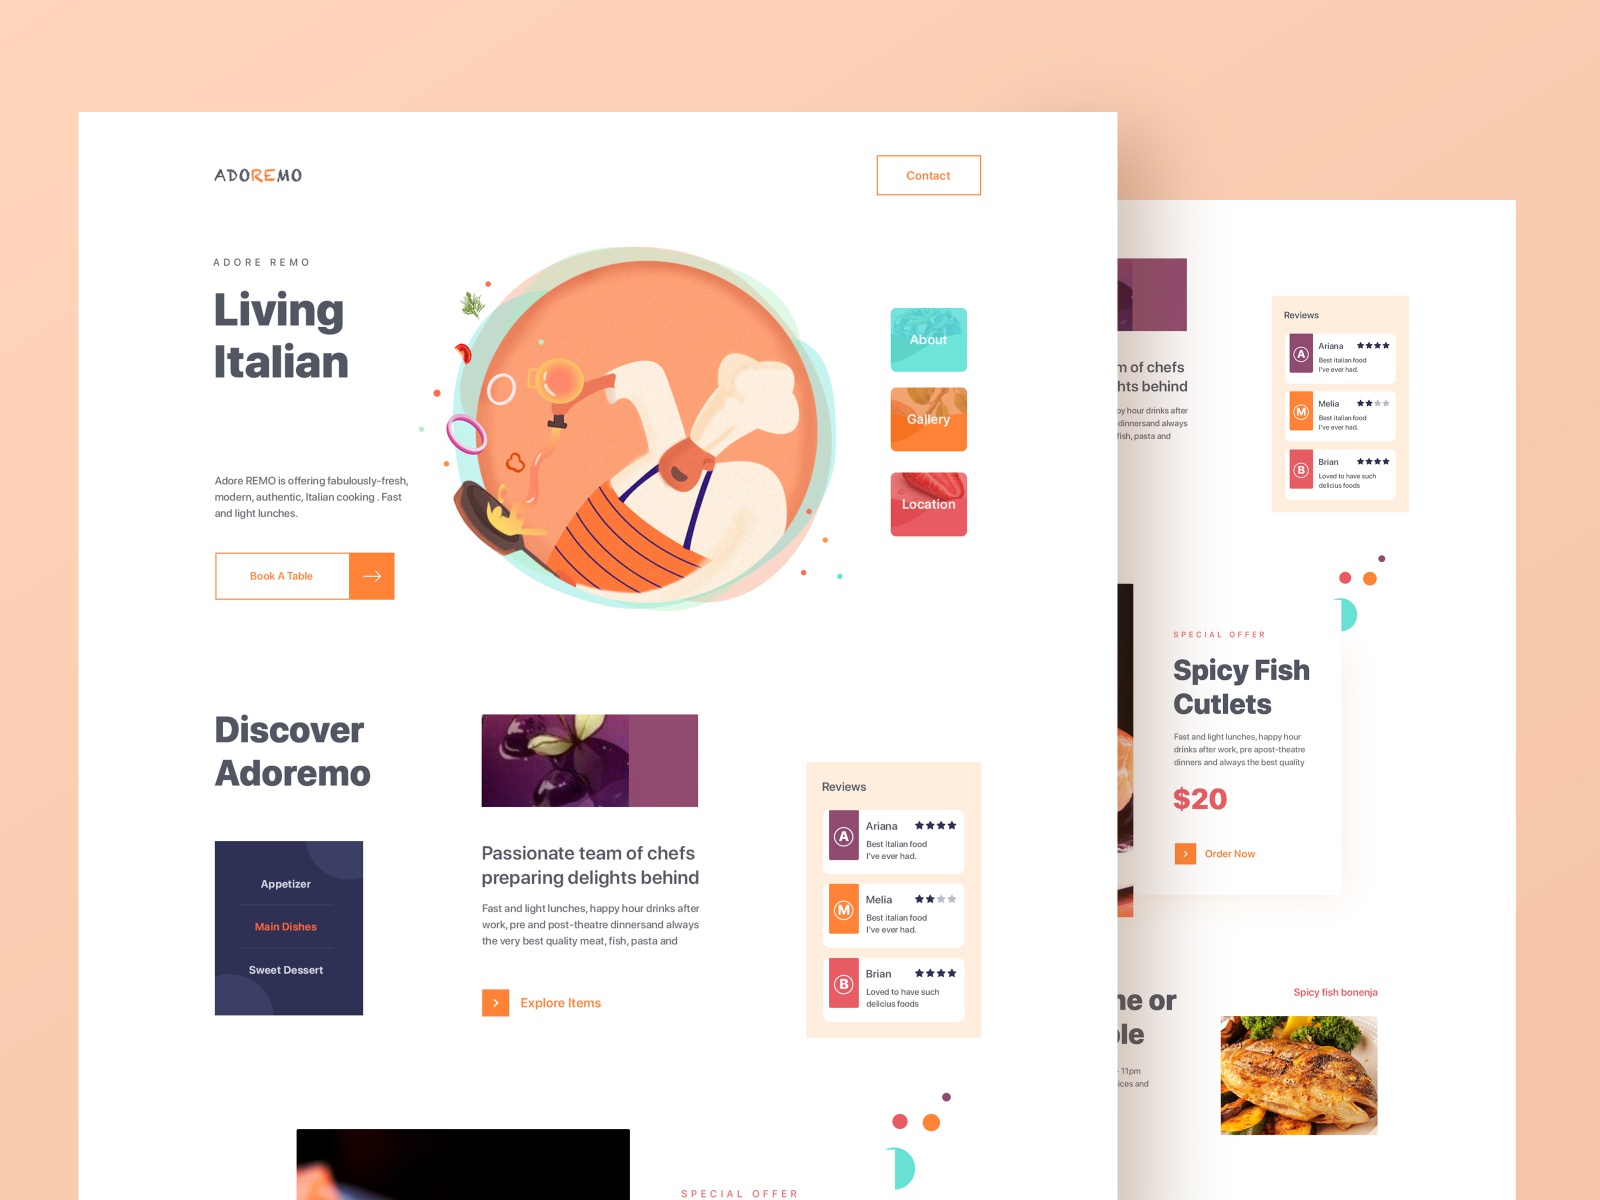 ADOREMO
Contact
ADORE REMO
Living
Italian
Adore REMO is offering fabulously-fresh,
modern, authentic, Italian cooking . Fast
and light lunches.
Book A Table
About
Gallery
Location
Discover
Adoremo
Appetizer
Main Dishes
Sweet Dessert
Passionate team of chefs
preparing delights behind
Fast and light lunches, happy hour drinks after
work, pre and post-theatre dinnersand always
the very best quality meat, fish, pasta and
Explore Items
Reviews
A
Ariana
Best italian food
I've ever had.
M
Melia
Best italian food
I've ever had.
B
Brian
Loved to have such
delicius foods
SPECIAL OFFER
of chefs
behind
hour drinks after
dinnersand always
fish, pasta and
Reviews
A
Ariana
Best italian food
I've ever had.
M
Melia
Best italian food
I've ever had.
B
Brian
Loved to have such
delicius foods
SPECIAL OFFER
Spicy Fish
Cutlets
Fast and light lunches, happy hour
drinks after work, pre apost-theatre
dinners and always the best quality
$20
Order Now
or
11pm
and
Spicy fish bonenja